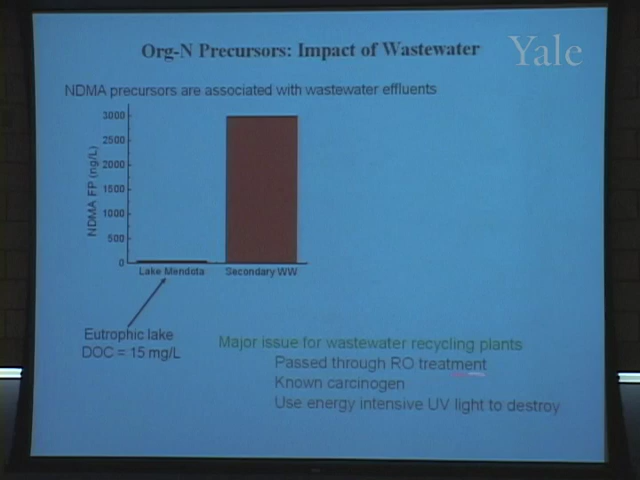 Org-N Precursors: Impact of Wastewater
Yale
NDMA precursors are associated with wastewater effluents
NDMA FP (ng/L)
3000
2500
2000
1500
1000
500
0
Lake Mendota
Secondary WW
Eutrophic lake
DOC = 15 mg/L
Major issue for wastewater recycling plants
Passed through RO treatment
Known carcinogen
Use energy intensive UV light to destroy